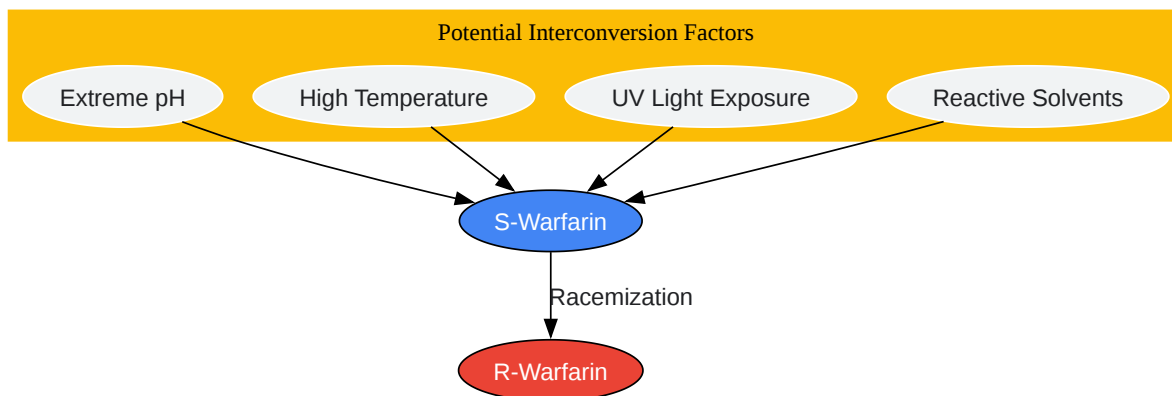 Potential Interconversion Factors
Extreme pH
High Temperature
UV Light Exposure
Reactive Solvents
S-Warfarin
Racemization
R-Warfarin